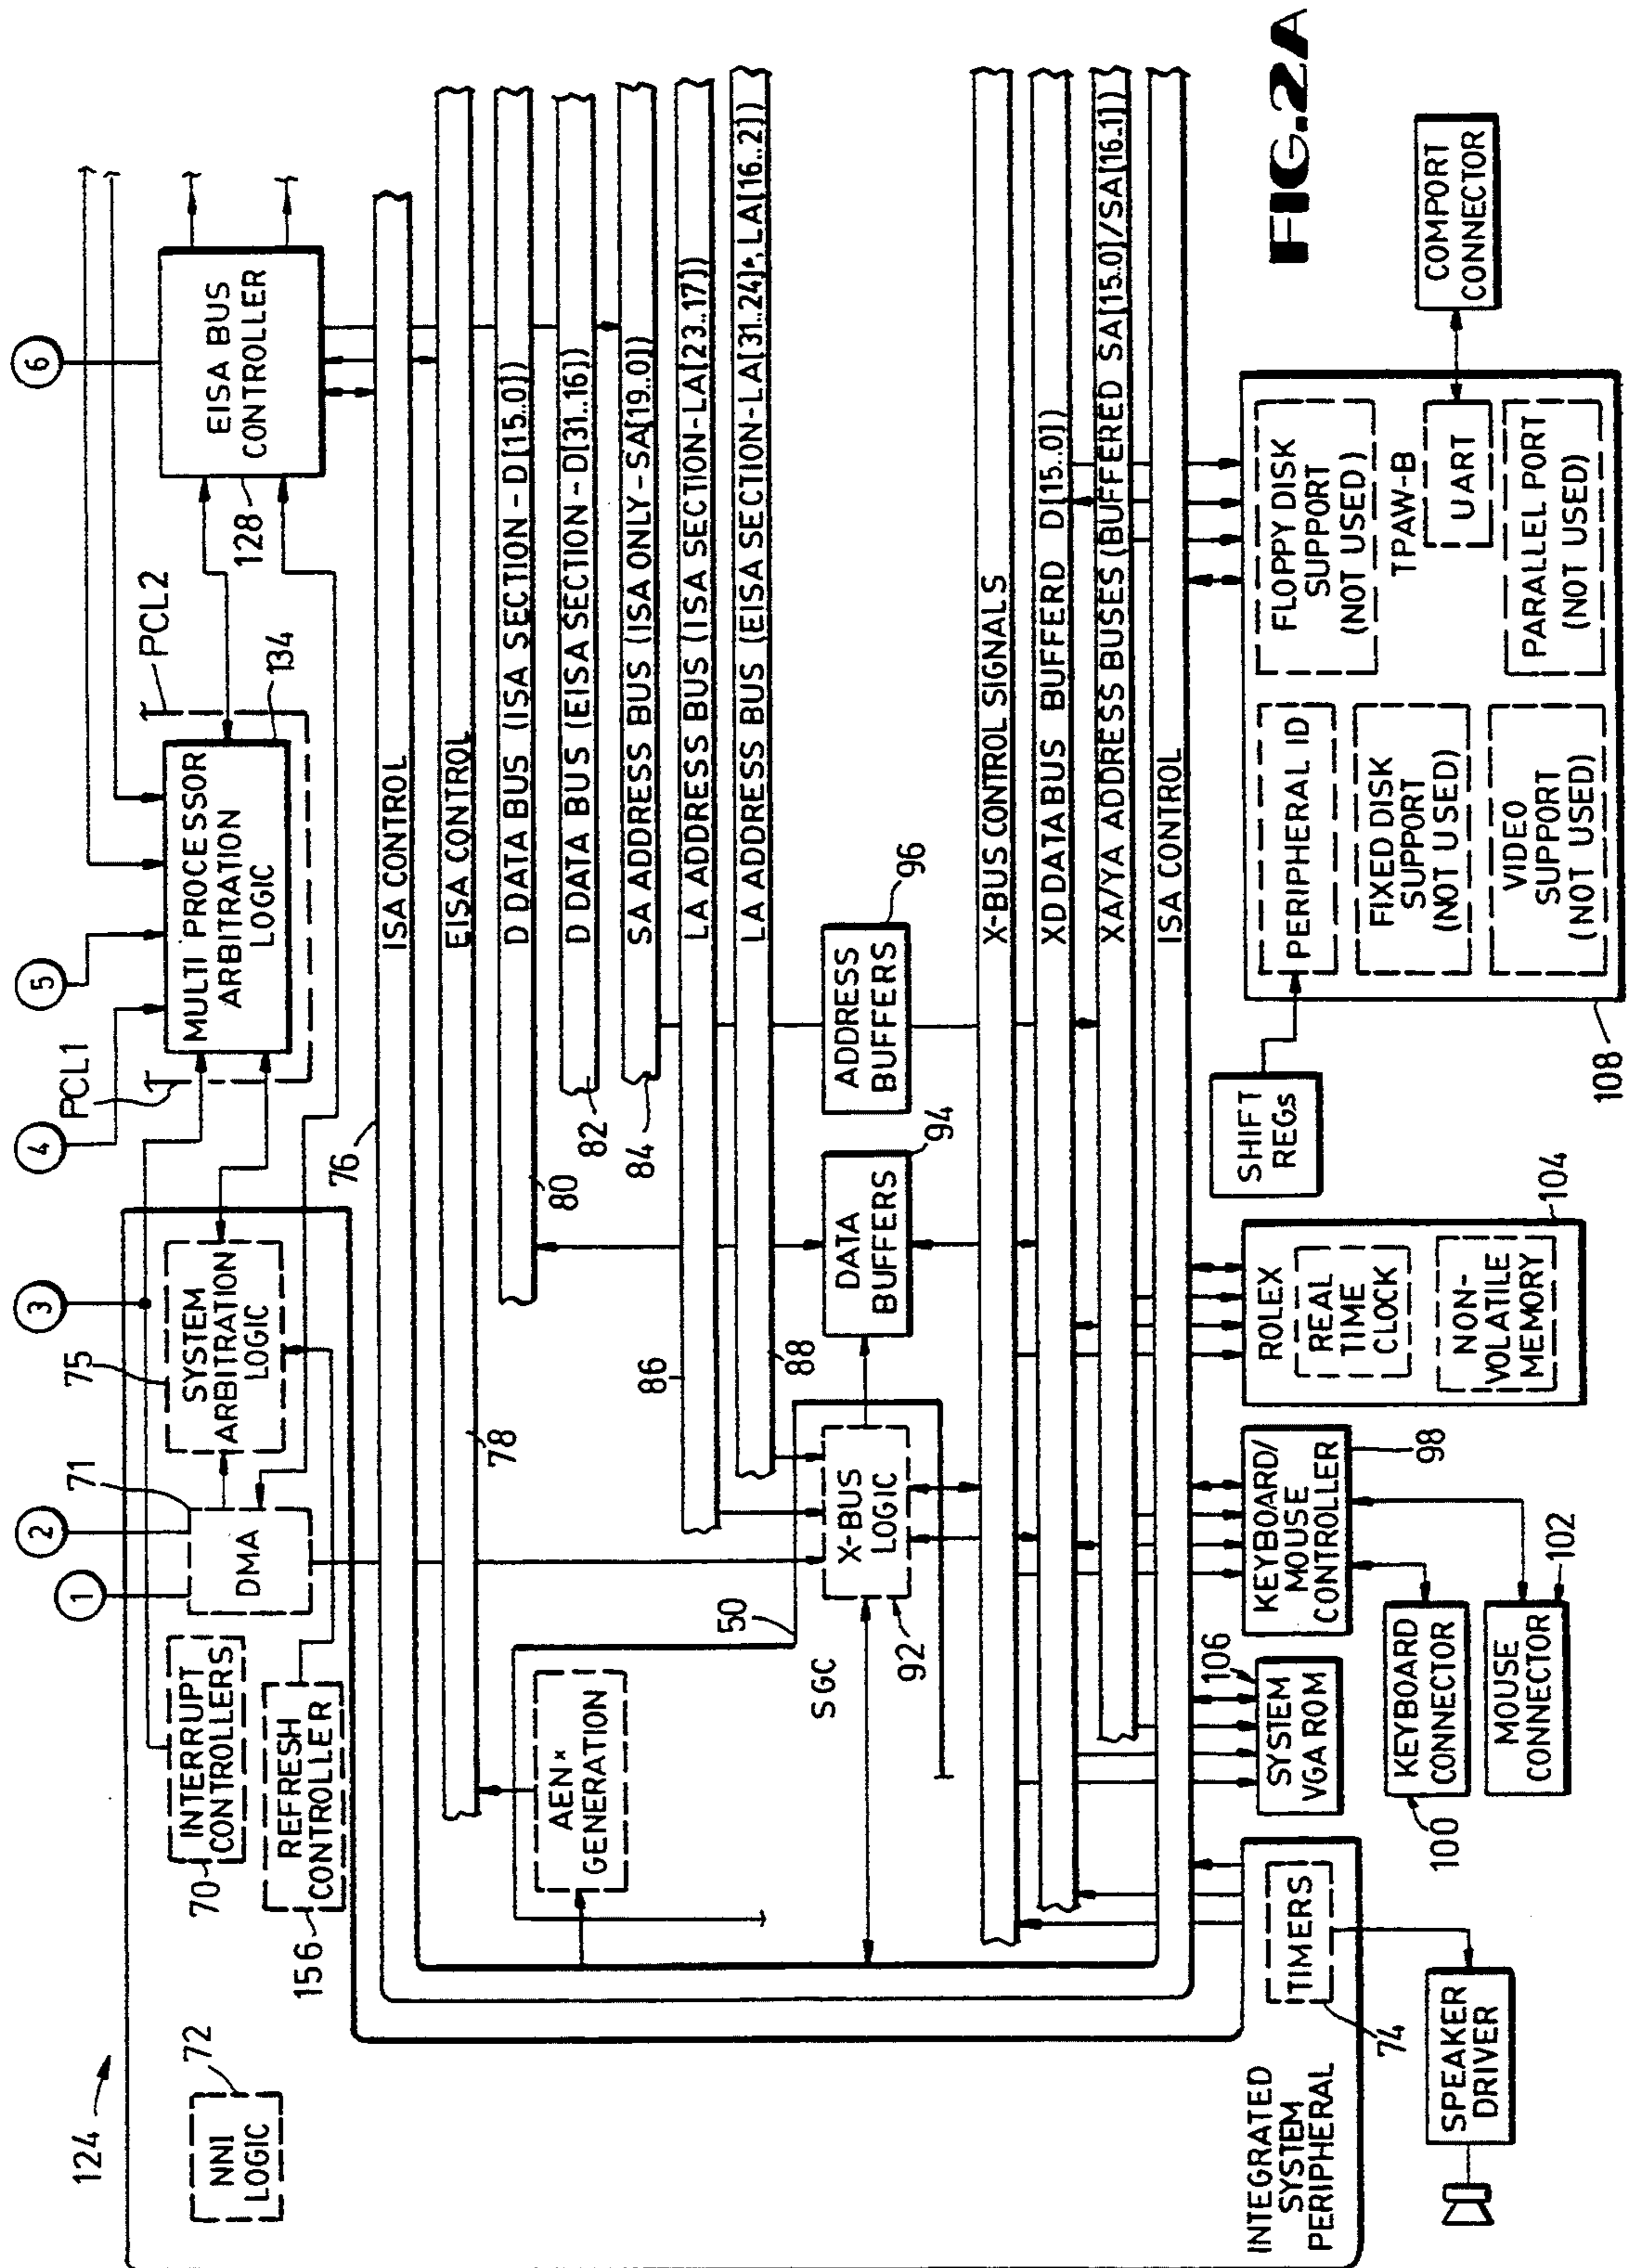 124
72
NNI
LOGIC
70
INTERRUPT
CONTROLLERS
156
REFRESH
CONTROLLER
1
2
71
DMA
3
75
SYSTEM
ARBITRATION
LOGIC
4
5
PCL1
PCL2
MULTI PROCESSOR
ARBITRATION
LOGIC
134
6
128
EISA BUS
CONTROLLER
76
ISA CONTROL
78
EISA CONTROL
80
D DATA BUS (ISA SECTION - D[15..0])
82
D DATA BUS (EISA SECTION - D[31..16])
84
SA ADDRESS BUS (ISA ONLY - SA[19..0])
86
LA ADDRESS BUS (ISA SECTION-LA[23..17])
88
LA ADDRESS BUS (EISA SECTION-LA[31..24]*, LA[16..2])
AEN*
GENERATION
50
SGC
X-BUS
LOGIC
92
DATA
BUFFERS
94
ADDRESS
BUFFERS
96
X-BUS CONTROL SIGNALS
XD DATA BUS BUFFERD D[15..0])
XA/YA ADDRESS BUSES (BUFFERED SA[15..0]/SA[16..1])
ISA CONTROL
INTEGRATED
SYSTEM
PERIPHERAL
TIMERS
74
SPEAKER
DRIVER
106
SYSTEM
VGA ROM
KEYBOARD/
MOUSE
CONTROLLER
98
KEYBOARD
CONNECTOR
100
MOUSE
CONNECTOR
102
ROLEX
REAL
TIME
CLOCK
NON-
VOLATILE
MEMORY
104
SHIFT
REGs
108
PERIPHERAL ID
FIXED DISK
SUPPORT
(NOT USED)
VIDEO
SUPPORT
(NOT USED)
FLOPPY DISK
SUPPORT
(NOT USED)
TPAW-B
UART
PARALLEL PORT
(NOT USED)
COMPORT
CONNECTOR
FIG.2A